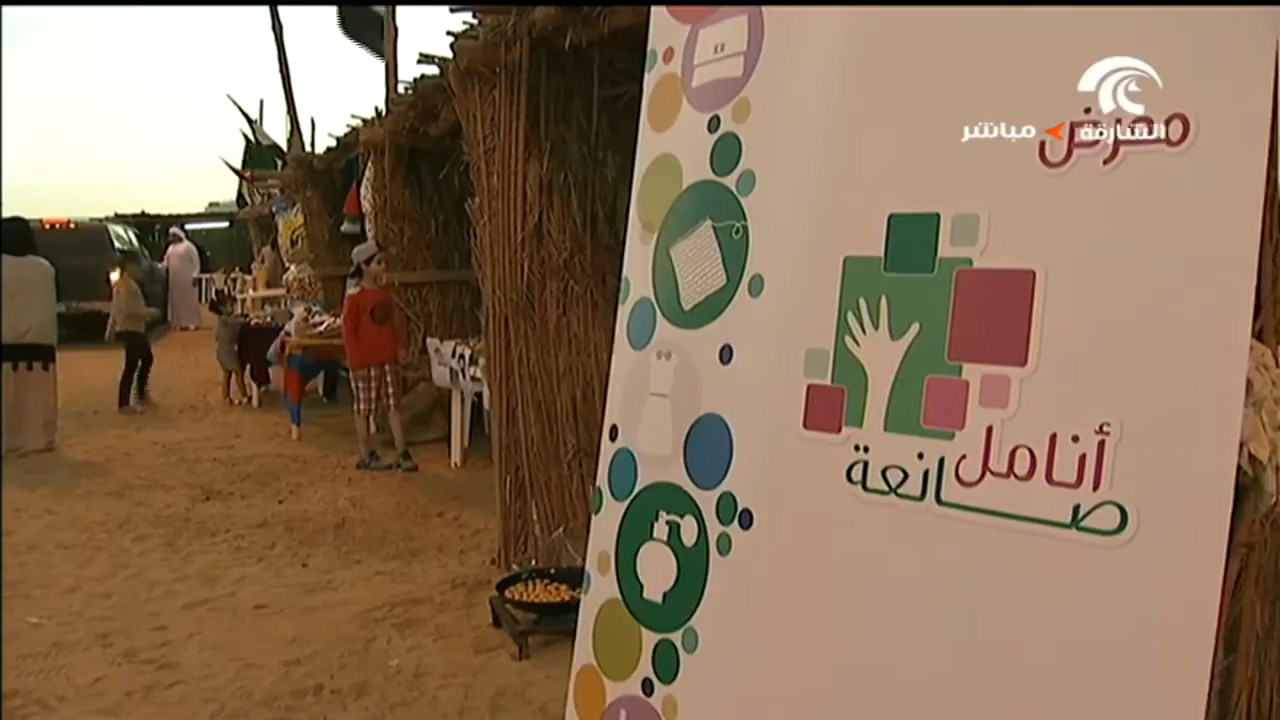 معرض
الشارقة
مباشر
أنامل
صانعة